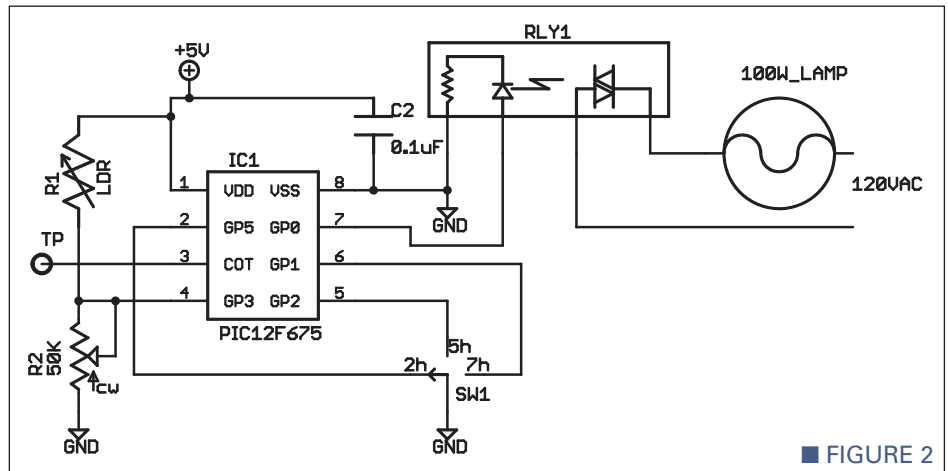 RLY1
+5V
100W_LAMP
C2
0.1uF
IC1
R1
LDR
1 VDD VSS 8
120VAC
GND
2 GP5 GP0 7
TP
3 COT GP1 6
4 GP3 GP2 5
PIC12F675
R2
50K
5h
2h 7h
CW
SW1
GND
GND
■ FIGURE 2